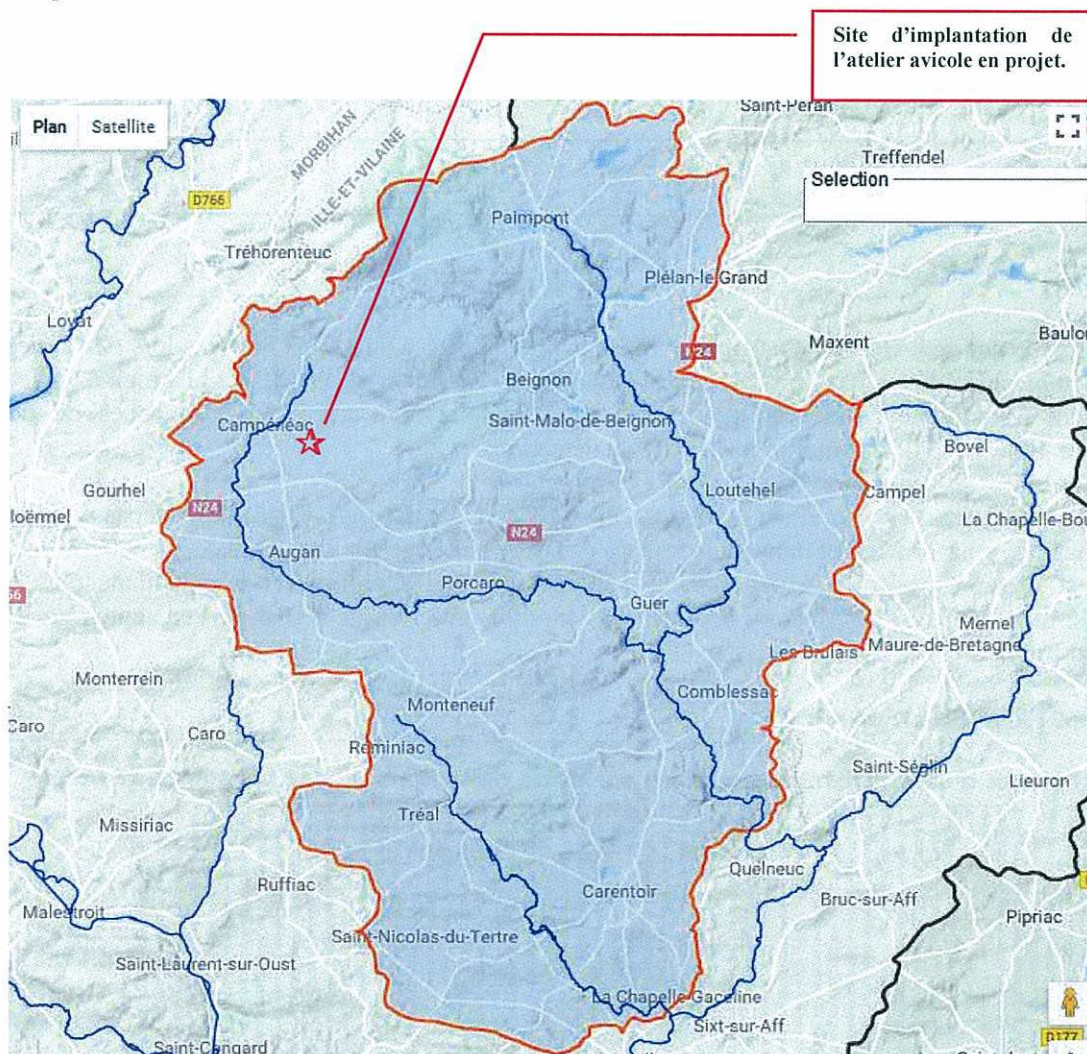 Site d'implantation de
l'atelier avicole en projet.
Plan Satellite
Saint-Péran
Treffendel
Selection
MORBIHAN
ILLE-ET-VILAINE
D766
Paimpont
Tréhorenteuc
Plélan-le-Grand
Loyat
Maxent
Baulon
N24
Beignon
Saint-Malo-de-Beignon
Campénéac
Bovel
Gourhel
loërmel
N24
Loutehel
Campel
La Chapelle-Bou
N24
Augan
Porcaro
Guer
Mernel
Les Brulais
Maure-de-Bretagne
Monterrein
Comblessac
Monteneuf
Caro
Caro
Réminiac
Saint-Séglin
Lieuron
Tréal
Missiriac
Quelneuc
Ruffiac
Carentoir
Bruc-sur-Aff
Malestroit
Pipriac
Saint-Nicolas-du-Tertre
Saint-Laurent-sur-Oust
La Chapelle Gaceline
Sixt-sur-Aff
D177
Saint-Congard